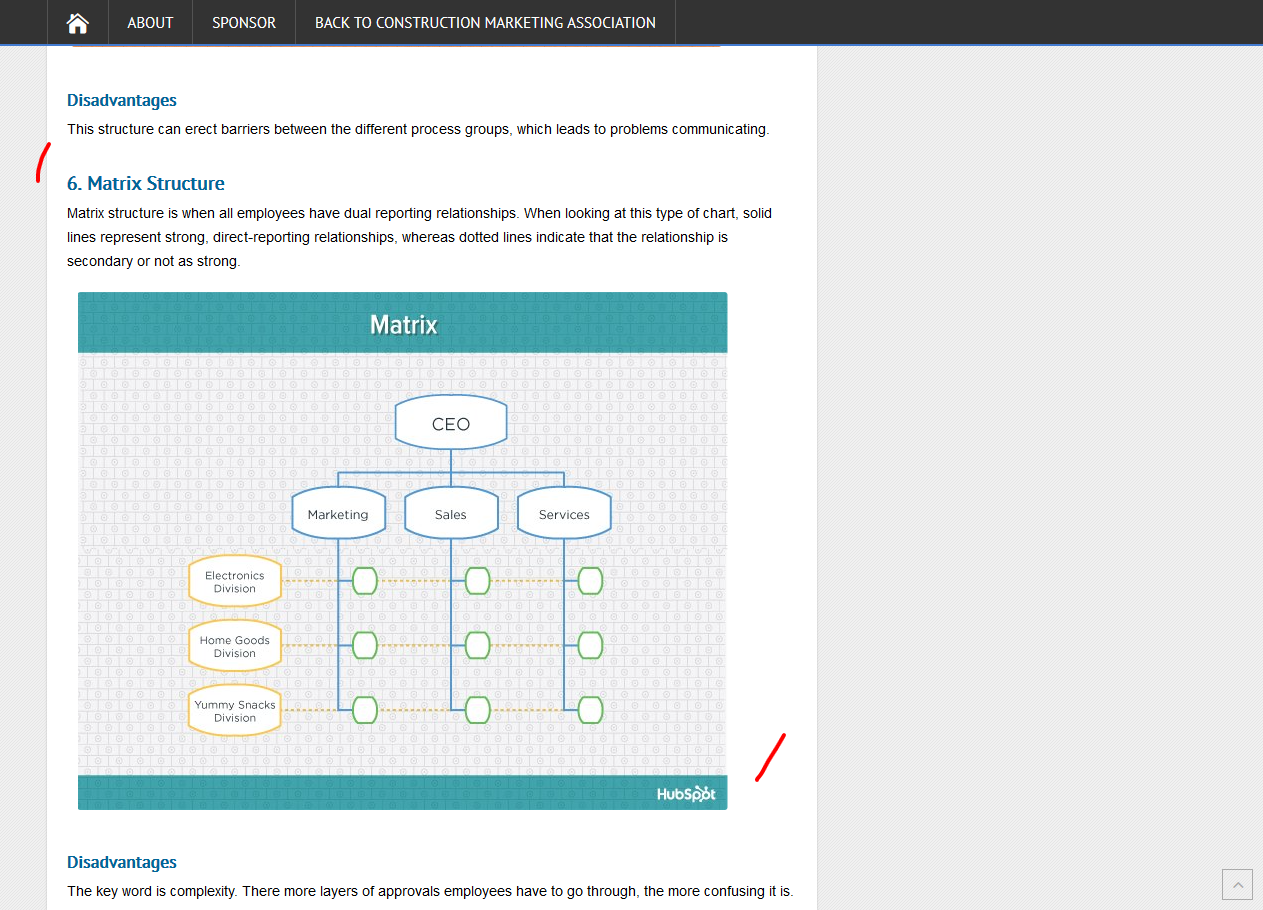 ABOUT SPONSOR BACK TO CONSTRUCTION MARKETING ASSOCIATION
Disadvantages
This structure can erect barriers between the different process groups, which leads to problems communicating.
6. Matrix Structure
Matrix structure is when all employees have dual reporting relationships. When looking at this type of chart, solid
lines represent strong, direct-reporting relationships, whereas dotted lines indicate that the relationship is
secondary or not as strong.
Matrix
CEO
Marketing Sales Services
Electronics
Division
Home Goods
Division
Yummy Snacks
Division
HubSpot
Disadvantages
The key word is complexity. There more layers of approvals employees have to go through, the more confusing it is.